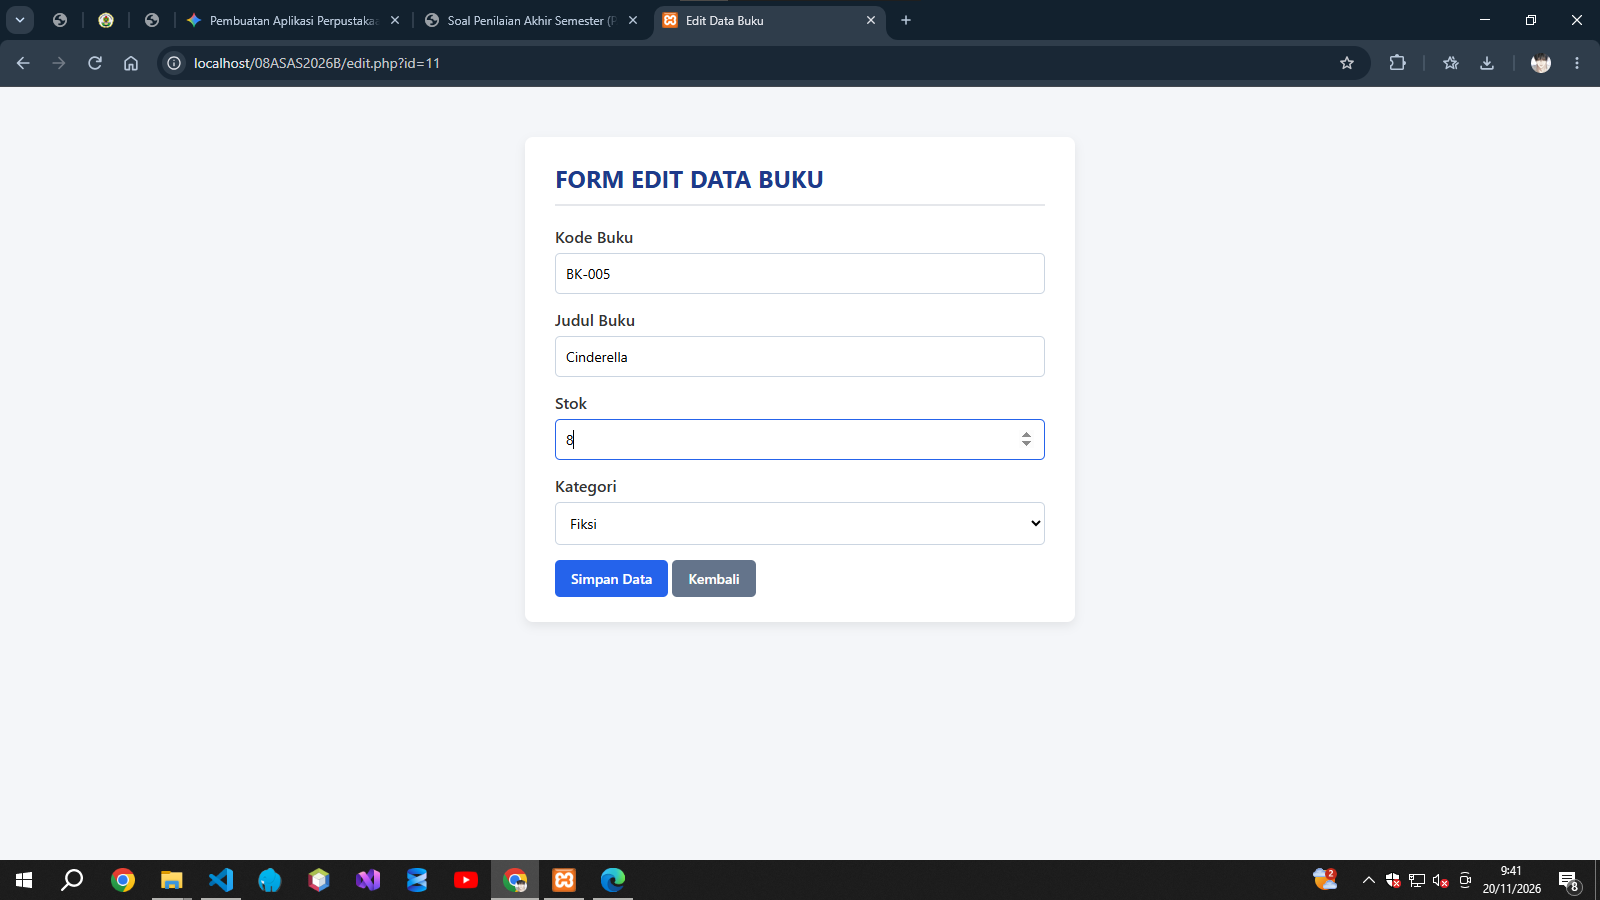 Pembuatan Aplikasi Perpustaka
Soal Penilaian Akhir Semester (P
Edit Data Buku
localhost/08ASAS2026B/edit.php?id=11
FORM EDIT DATA BUKU
Kode Buku
BK-005
Judul Buku
Cinderella
Stok
8
Kategori
Fiksi
Simpan Data
Kembali
2
9:41
20/11/2026
8